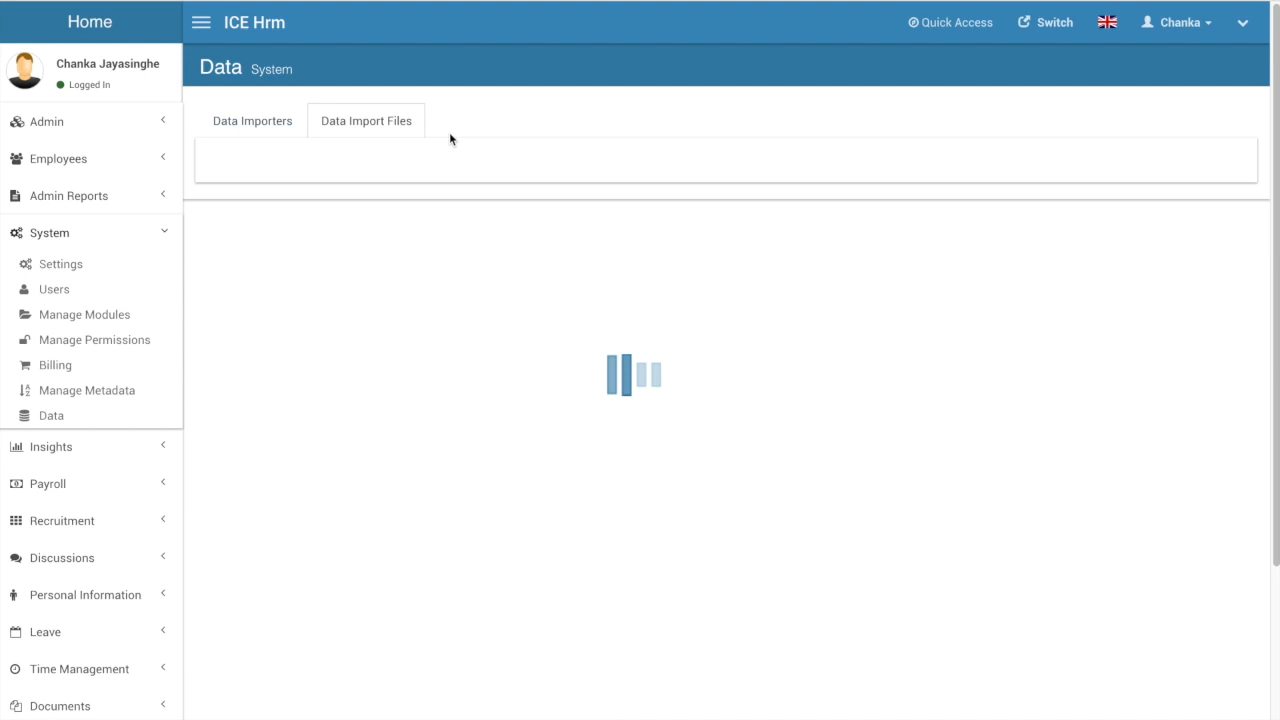 Home
ICE Hrm
Quick Access
Switch
Chanka
Chanka Jayasinghe
Logged In
Data System
Data Importers
Data Import Files
Admin
Employees
Admin Reports
System
Settings
Users
Manage Modules
Manage Permissions
Billing
Manage Metadata
Data
Insights
Payroll
Recruitment
Discussions
Personal Information
Leave
Time Management
Documents